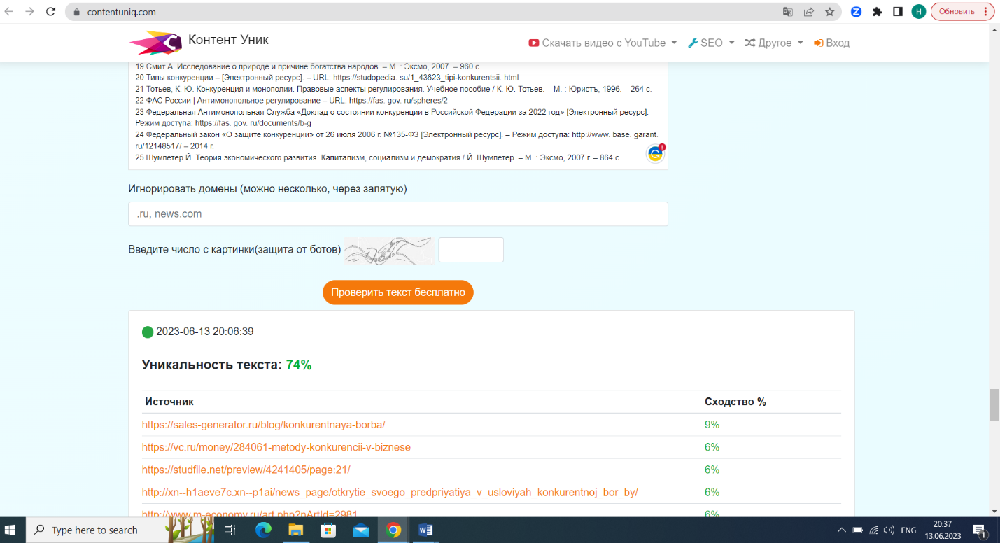 contentuniq.com
Обновить
Контент Уник
Скачать видео с YouTube
SEO
Другое
Вход
19 Смит А. Исследование о природе и причине богатства народов. – М. : Эксмо, 2007. – 960 с.
20 Типы конкуренции – [Электронный ресурс]. – URL: https://studopedia. su/1_43623_tipi-konkurentsii. html
21 Тотьев, К. Ю. Конкуренция и монополии. Правовые аспекты регулирования. Учебное пособие / К. Ю. Тотьев. – М. : Юристъ, 1996. – 264 с.
22 ФАС России | Антимонопольное регулирование – URL: https://fas. gov. ru/spheres/2
23 Федеральная Антимонопольная Служба «Доклад о состоянии конкуренции в Российской Федерации за 2022 год» [Электронный ресурс]. –
Режим доступа: https://fas. gov. ru/documents/b-g
24 Федеральный закон «О защите конкуренции» от 26 июля 2006 г. №135-ФЗ [Электронный ресурс]. – Режим доступа: http://www. base. garant.
ru/12148517/ – 2014 г.
25 Шумпетер Й. Теория экономического развития. Капитализм, социализм и демократия / Й. Шумпетер. – М. : Эксмо, 2007 г. – 864 с.
Игнорировать домены (можно несколько, через запятую)
.ru, news.com
Введите число с картинки(защита от ботов)
Проверить текст бесплатно
2023-06-13 20:06:39
Уникальность текста: 74%
Источник Сходство %
https://sales-generator.ru/blog/konkurentnaya-borba/ 9%
https://vc.ru/money/284061-metody-konkurencii-v-biznese 6%
https://studfile.net/preview/4241405/page:21/ 6%
http://xn--h1aeve7c.xn--p1ai/news_page/otkrytie_svoego_predpriyatiya_v_usloviyah_konkurentnoj_bor_by/ 6%
http://www.m-economy.ru/art.php?nArtId=2981 6%
Type here to search
ENG
20:37
13.06.2023
1